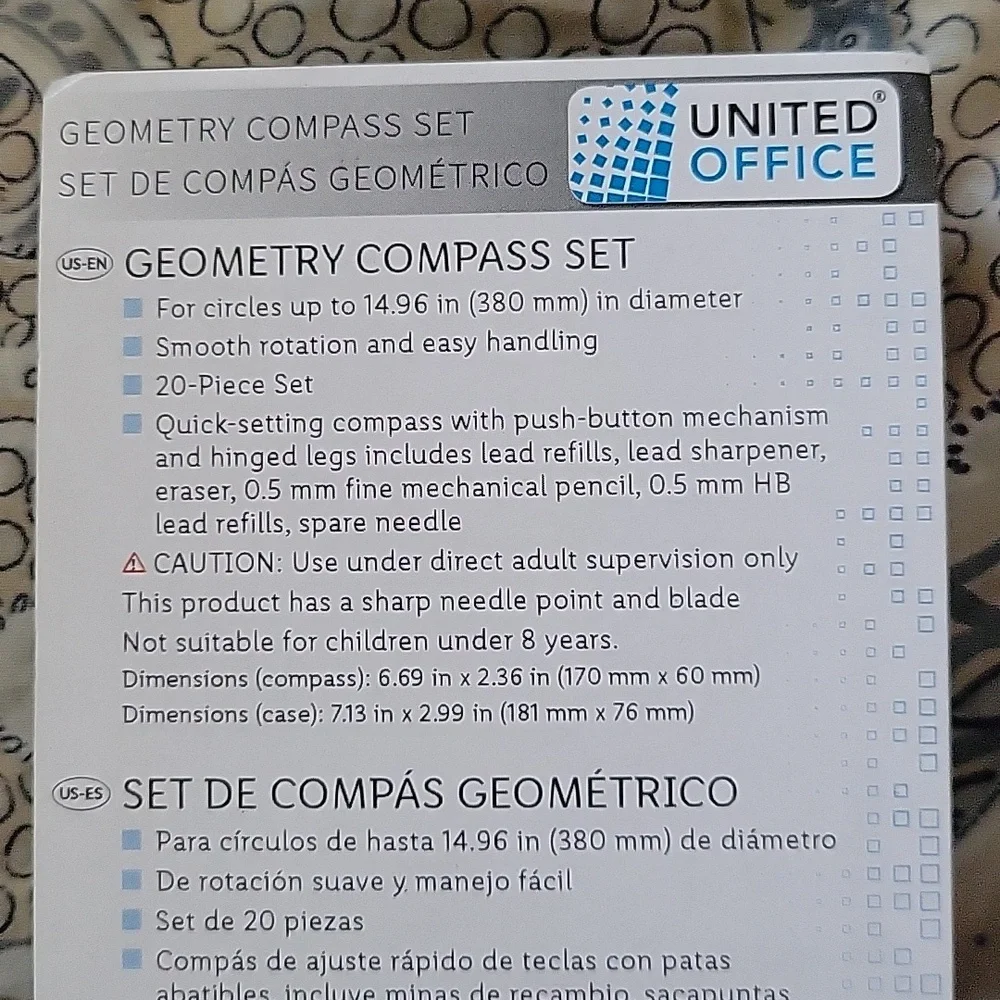 GEOMETRY COMPASS SET
SET DE COMPÁS GEOMÉTRICO
UNITED®
OFFICE
US-EN GEOMETRY COMPASS SET
For circles up to 14.96 in (380 mm) in diameter
Smooth rotation and easy handling
20-Piece Set
Quick-setting compass with push-button mechanism
and hinged legs includes lead refills, lead sharpener,
eraser, 0.5 mm fine mechanical pencil, 0.5 mm HB
lead refills, spare needle
CAUTION: Use under direct adult supervision only
This product has a sharp needle point and blade
Not suitable for children under 8 years.
Dimensions (compass): 6.69 in x 2.36 in (170 mm x 60 mm)
Dimensions (case): 7.13 in x 2.99 in (181 mm x 76 mm)
US-ES SET DE COMPÁS GEOMÉTRICO
Para círculos de hasta 14.96 in (380 mm) de diámetro
De rotación suave y manejo fácil
Set de 20 piezas
Compás de ajuste rápido de teclas con patas
abatibles, incluye minas de recambio, sacapuntas